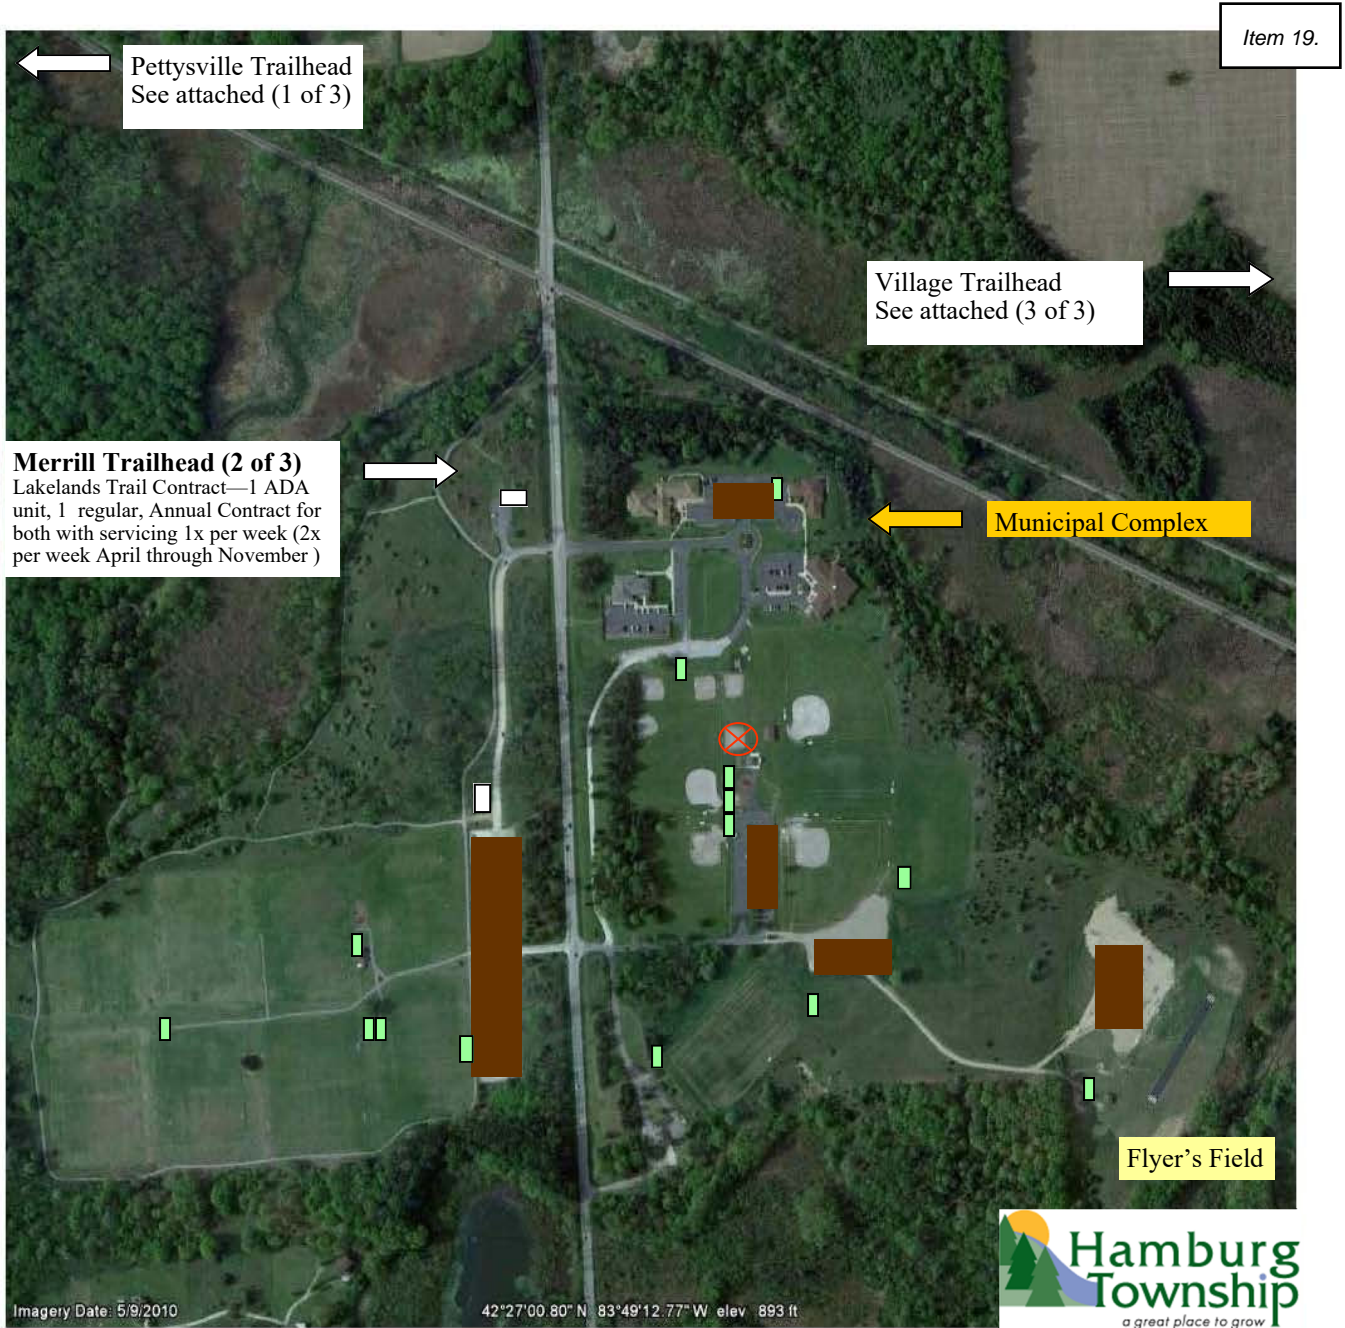 Item 19.
Pettysville Trailhead
See attached (1 of 3)
Village Trailhead
See attached (3 of 3)
Merrill Trailhead (2 of 3)
Lakelands Trail Contract—1 ADA
unit, 1 regular, Annual Contract for
both with servicing 1x per week (2x
per week April through November )
Municipal Complex
Flyer’s Field
Hamburg
Township
a great place to grow
Imagery Date: 5/9/2010
42°27'00.80" N 83°49'12.77" W elev 893 ft